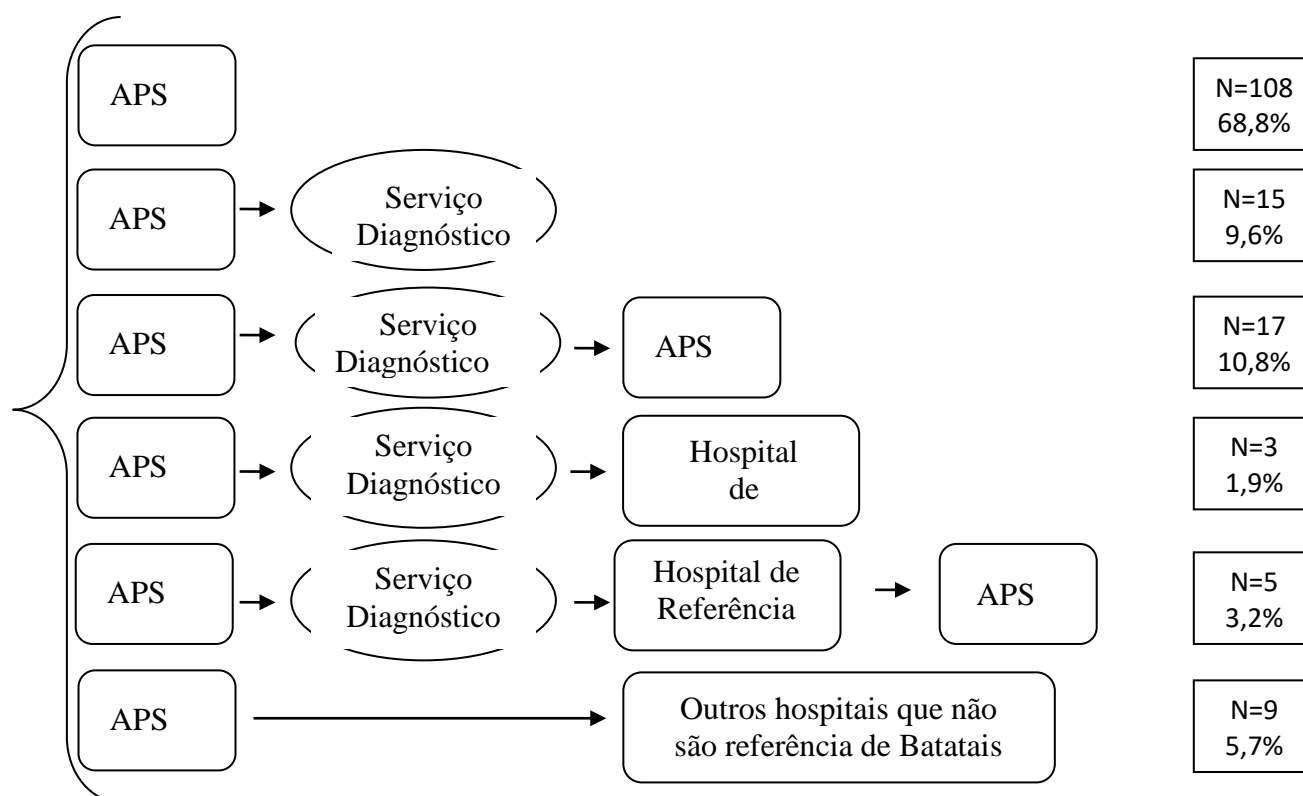 APS
N=108
68,8%
APS
Serviço
Diagnóstico
N=15
9,6%
APS
Serviço
Diagnóstico
APS
N=17
10,8%
APS
Serviço
Diagnóstico
Hospital
de
N=3
1,9%
APS
Serviço
Diagnóstico
Hospital de
Referência
APS
N=5
3,2%
APS
Outros hospitais que não
são referência de Batatais
N=9
5,7%